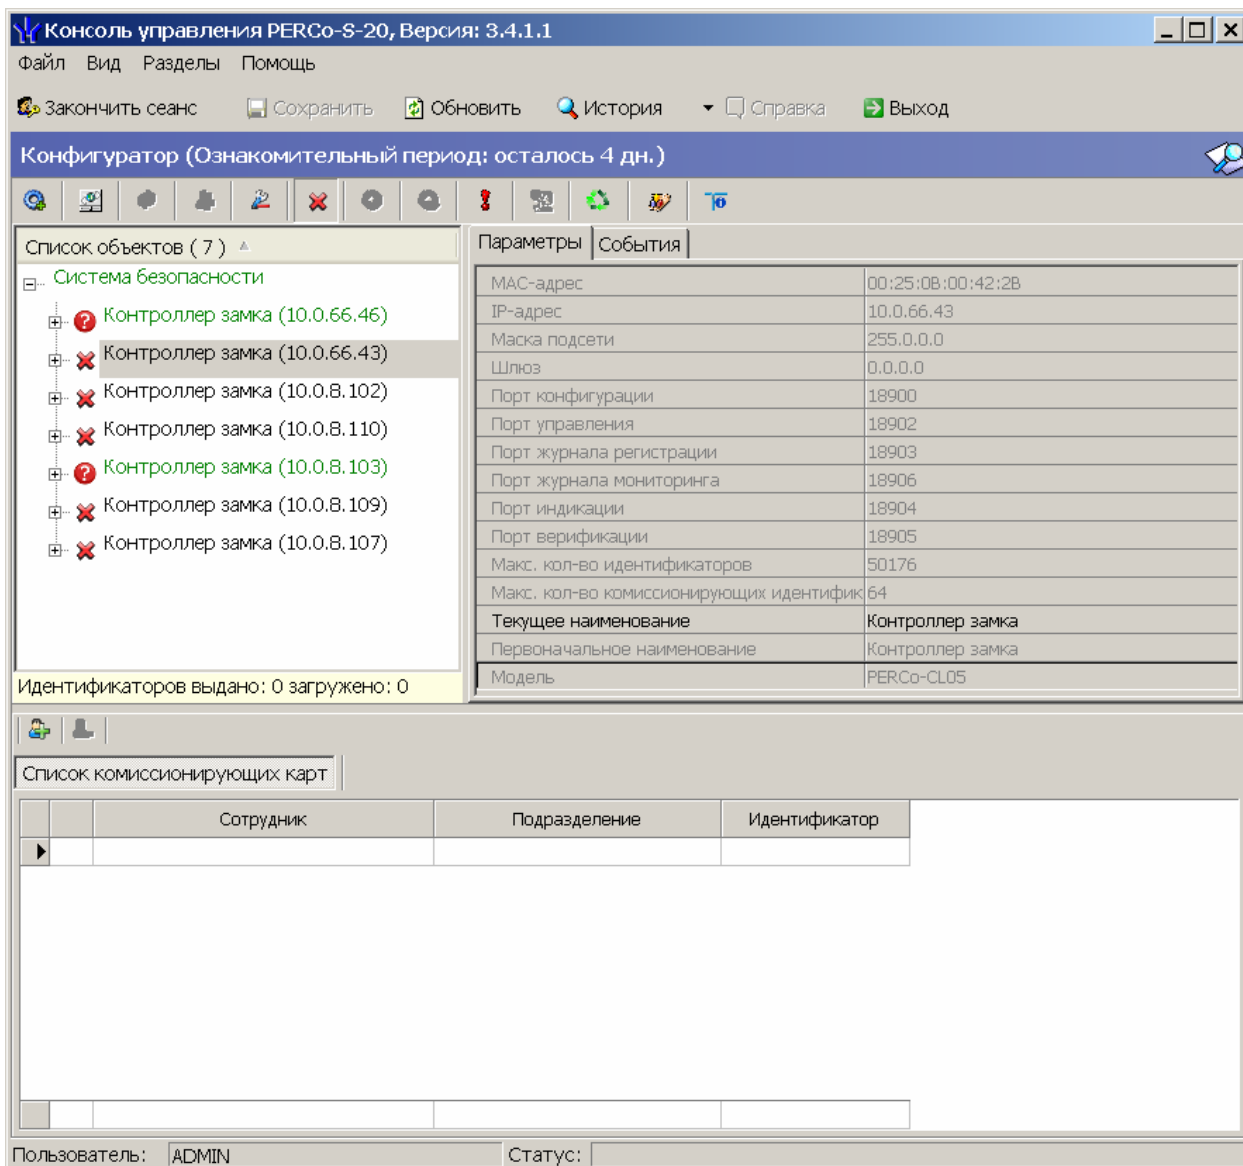 Консоль управления PERCo-S-20, Версия: 3.4.1.1
Файл Вид Разделы Помощь
Закончить сеанс Сохранить Обновить История Справка Выход
Конфигуратор (Ознакомительный период: осталось 4 дн.)
Список объектов ( 7 )
Система безопасности
Контроллер замка (10.0.66.46)
Контроллер замка (10.0.66.43)
Контроллер замка (10.0.8.102)
Контроллер замка (10.0.8.110)
Контроллер замка (10.0.8.103)
Контроллер замка (10.0.8.109)
Контроллер замка (10.0.8.107)
Идентификаторов выдано: 0 загружено: 0
Параметры События
MAC-адрес 00:25:0B:00:42:2B
IP-адрес 10.0.66.43
Маска подсети 255.0.0.0
Шлюз 0.0.0.0
Порт конфигурации 18900
Порт управления 18902
Порт журнала регистрации 18903
Порт журнала мониторинга 18906
Порт индикации 18904
Порт верификации 18905
Макс. кол-во идентификаторов 50176
Макс. кол-во комиссионирующих идентифик 64
Текущее наименование Контроллер замка
Первоначальное наименование Контроллер замка
Модель PERCo-CL05
Список комиссионирующих карт
Сотрудник Подразделение Идентификатор
Пользователь: ADMIN Статус: